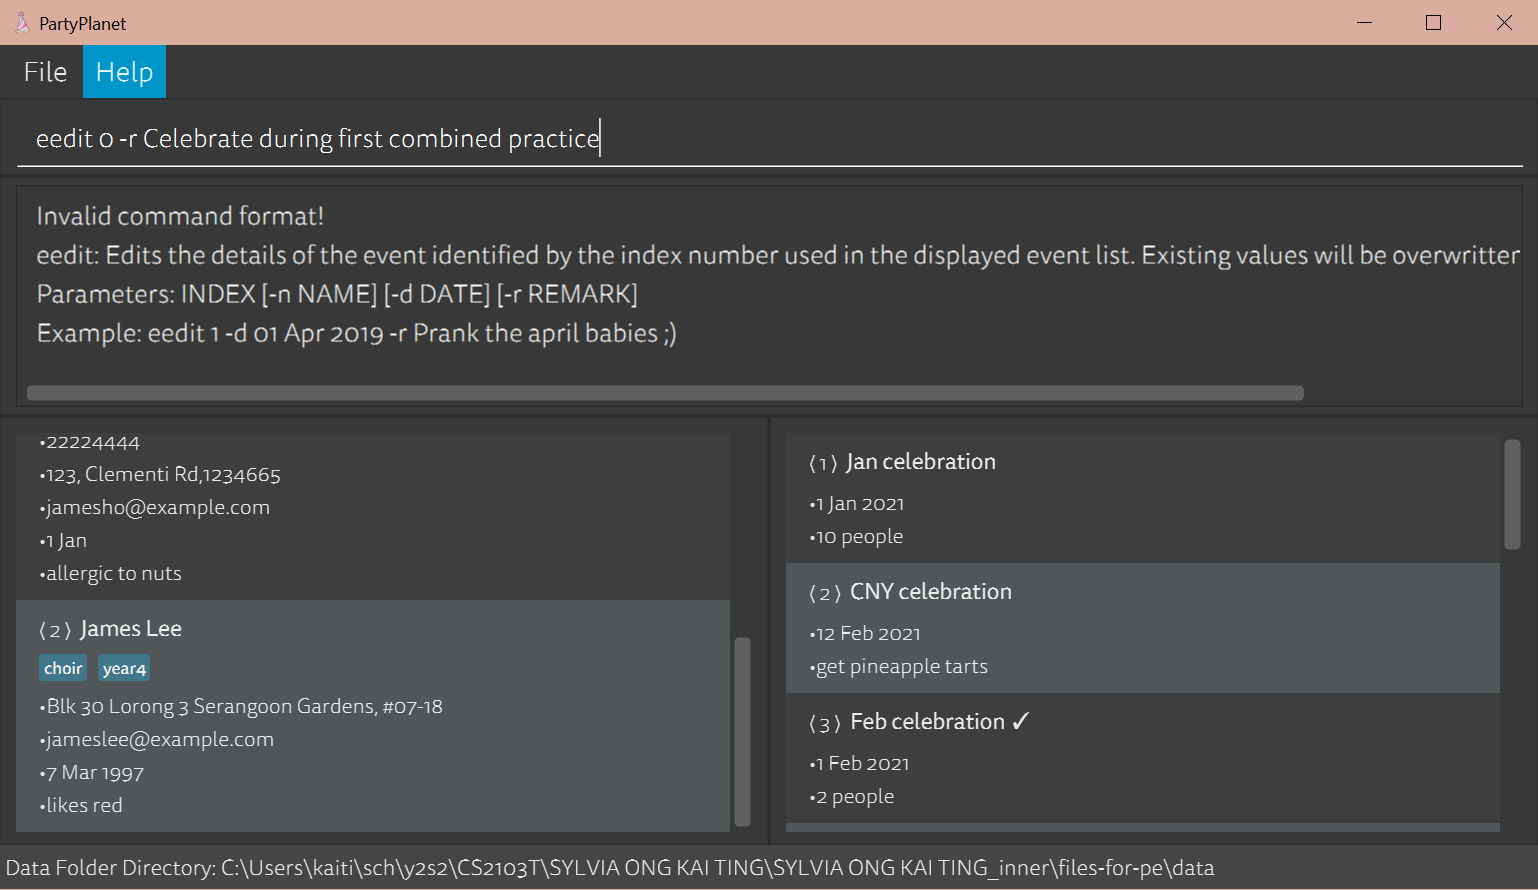 PartyPlanet
File Help
eedit 0 -r Celebrate during first combined practice
Invalid command format!
eedit: Edits the details of the event identified by the index number used in the displayed event list. Existing values will be overwritten
Parameters: INDEX [-n NAME] [-d DATE] [-r REMARK]
Example: eedit 1 -d 01 Apr 2019 -r Prank the april babies ;)
•22224444
•123, Clementi Rd,1234665
•jamesho@example.com
•1 Jan
•allergic to nuts
⟨2⟩ James Lee
choir year4
•Blk 30 Lorong 3 Serangoon Gardens, #07-18
•jameslee@example.com
•7 Mar 1997
•likes red
⟨1⟩ Jan celebration
•1 Jan 2021
•10 people
⟨2⟩ CNY celebration
•12 Feb 2021
•get pineapple tarts
⟨3⟩ Feb celebration ✓
•1 Feb 2021
•2 people
Data Folder Directory: C:\Users\kaiti\sch\y2s2\CS2103T\SYLVIA ONG KAI TING\SYLVIA ONG KAI TING_inner\files-for-pe\data